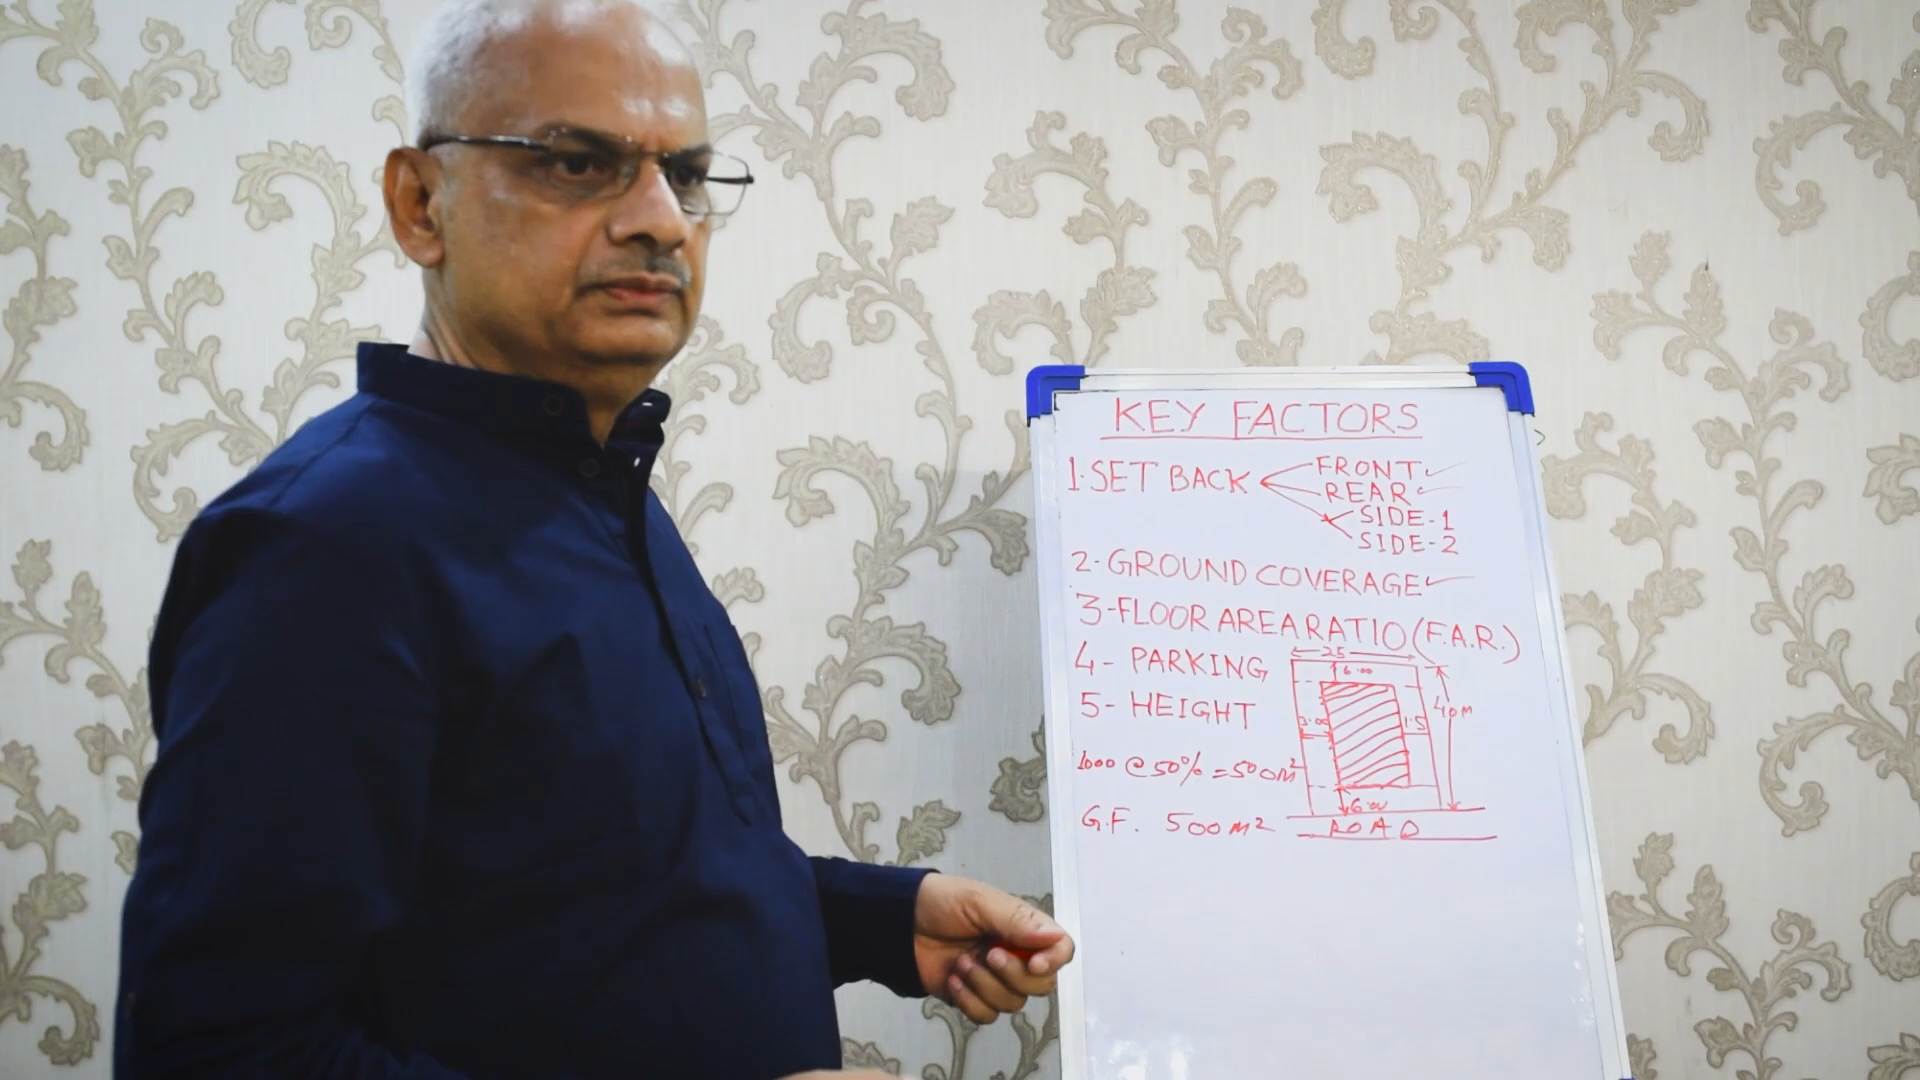 KEY FACTORS
1.SET BACK
FRONT
REAR
SIDE-1
SIDE-2
2-GROUND COVERAGE
3-FLOOR AREA RATIO (F.A.R.)
4- PARKING
5- HEIGHT
25
6.00
3.00
1.5
40M
6.00
ROAD
1000 @ 50% = 500M²
G.F. 500M²